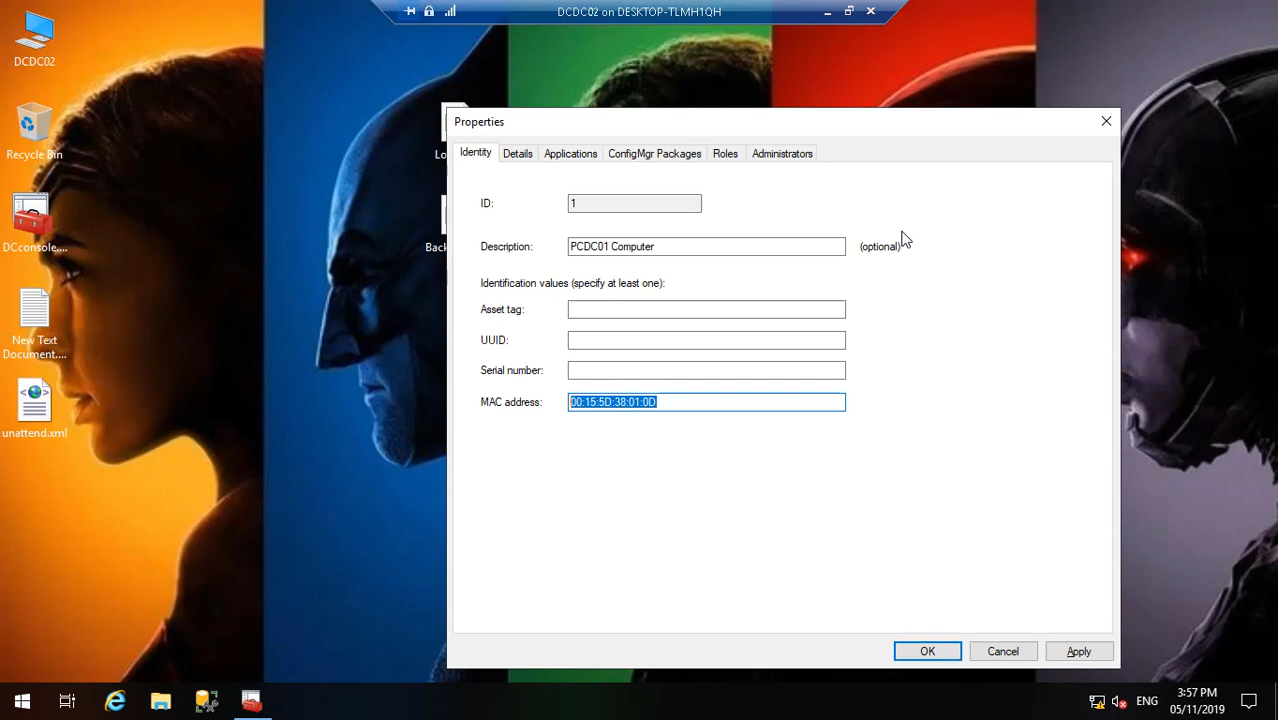 DCDC02 on DESKTOP-TLMH1QH
DCDC02
Recycle Bin
DCconsole....
New Text
Document....
unattend.xml
Lo
Back
Properties
Identity Details Applications ConfigMgr Packages Roles Administrators
ID: 1
Description: PCDC01 Computer (optional)
Identification values (specify at least one):
Asset tag:
UUID:
Serial number:
MAC address: 00:15:5D:38:01:0D
OK Cancel Apply
ENG
3:57 PM
05/11/2019